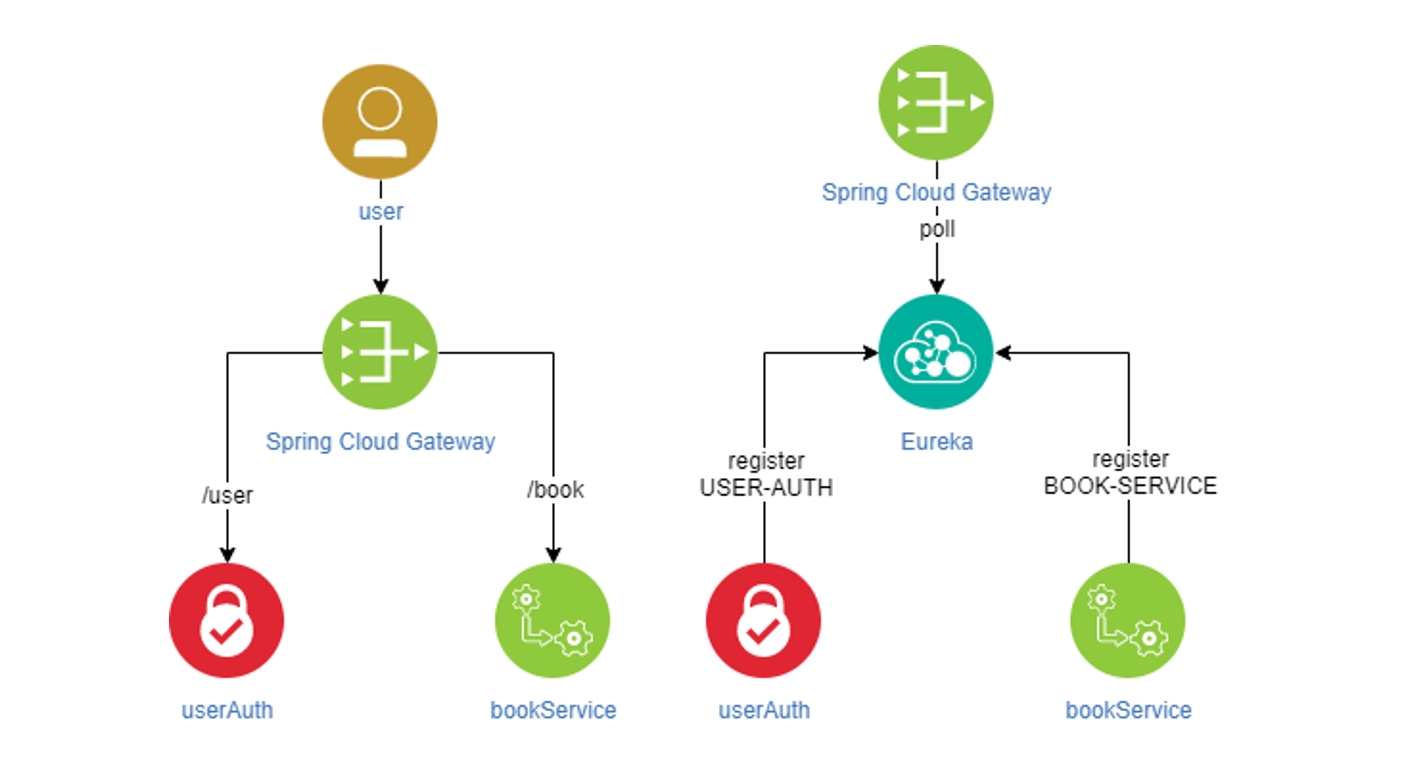 user
Spring Cloud Gateway
/user
/book
userAuth
bookService
Spring Cloud Gateway
poll
Eureka
register
USER-AUTH
register
BOOK-SERVICE
userAuth
bookService